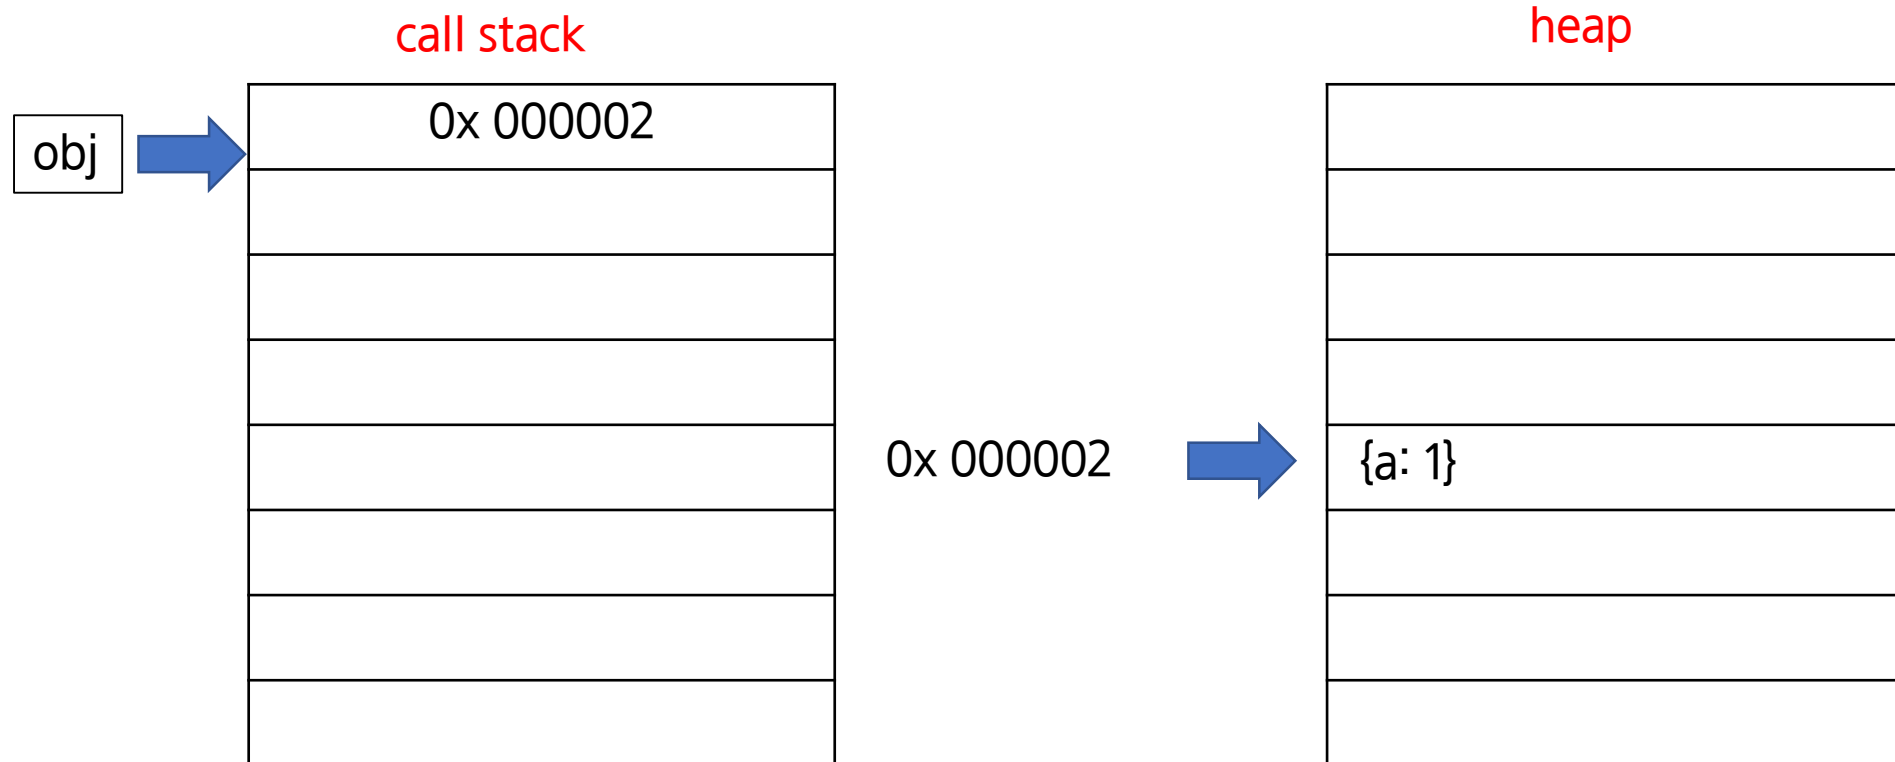 call stack
heap
obj
0x 000002
0x 000002
{a: 1}